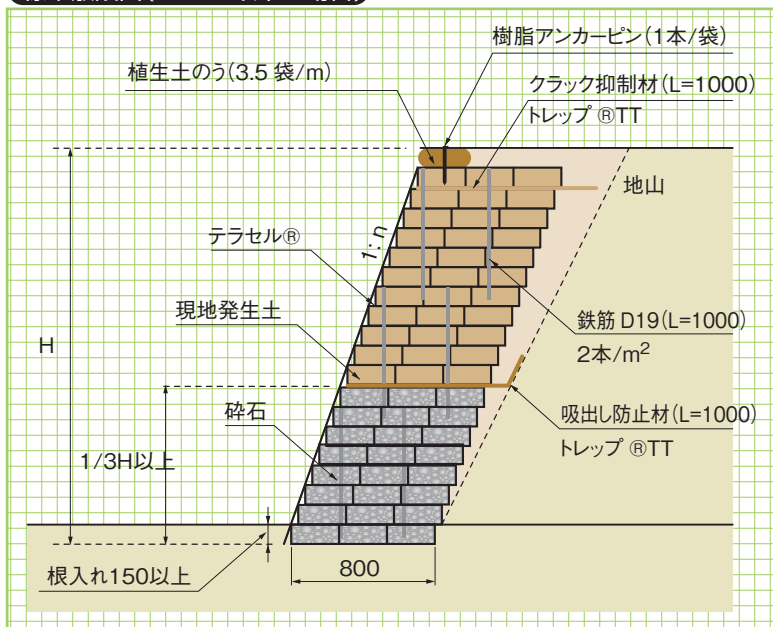 樹脂アンカーピン(1本/袋)
植生土のう(3.5 袋/m)
クラック抑制材(L=1000)
トレップ ®TT
地山
テラセル®
1:n
現地発生土
鉄筋 D19(L=1000)
2本/m²
H
砕石
吸出し防止材(L=1000)
トレップ ®TT
1/3H以上
根入れ150以上
800